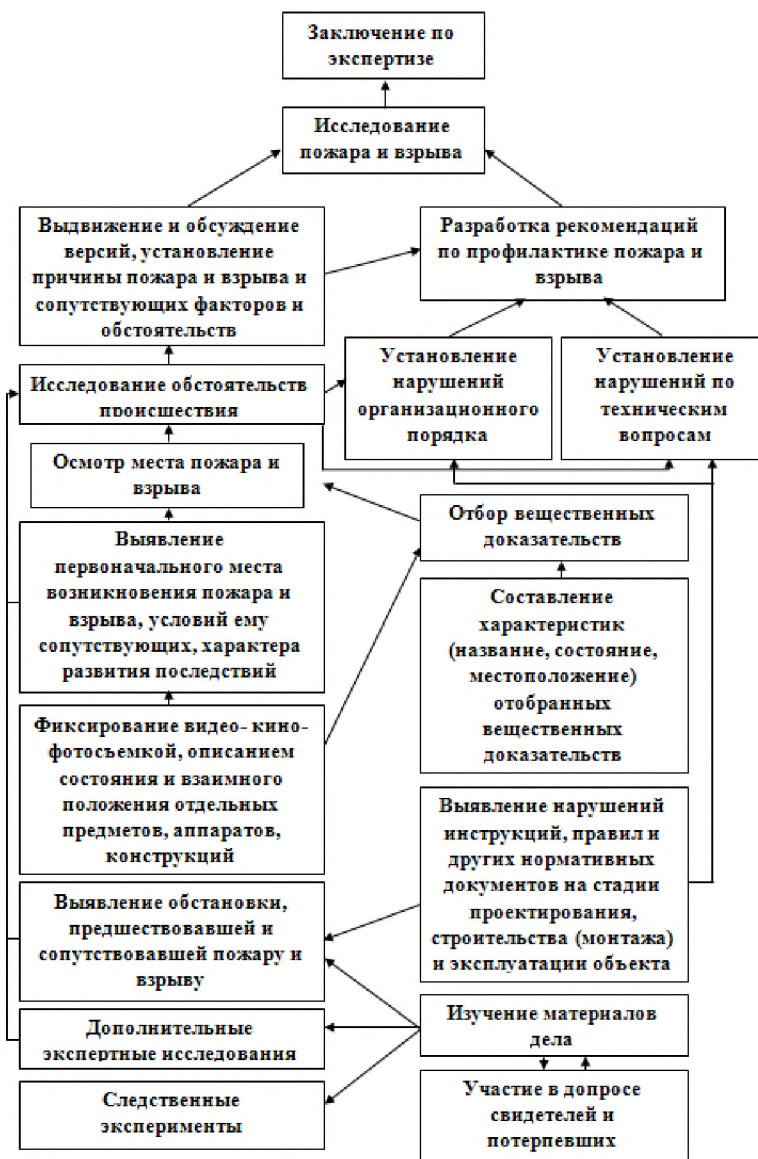 Заключение по
экспертизе
Исследование
пожара и взрыва
Выдвижение и обсуждение
версий, установление
причины пожара и взрыва и
сопутствующих факторов и
обстоятельств
Разработка рекомендаций
по профилактике пожара и
взрыва
Исследование обстоятельств
происшествия
Установление
нарушений
организационного
порядка
Установление
нарушений по
техническим
вопросам
Осмотр места пожара и
взрыва
Отбор вещественных
доказательств
Выявление
первоначального места
возникновения пожара и
взрыва, условий ему
сопутствующих, характера
развития последствий
Составление
характеристик
(название, состояние,
местоположение)
отобранных
вещественных
доказательств
Фиксирование видео- кино-
фотосъемкой, описанием
состояния и взаимного
положения отдельных
предметов, аппаратов,
конструкций
Выявление нарушений
инструкций, правил и
других нормативных
документов на стадии
проектирования,
строительства (монтажа)
и эксплуатации объекта
Выявление обстановки,
предшествовавшей и
сопутствовавшей пожару и
взрыву
Дополнительные
экспертные исследования
Изучение материалов
дела
Следственные
эксперименты
Участие в допросе
свидетелей и
потерпевших